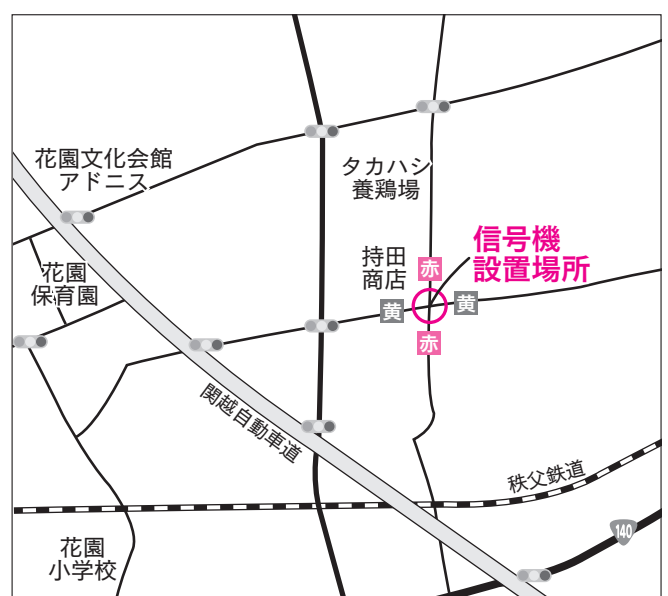 花園文化会館
アドニス
タカハシ
養鶏場
信号機
設置場所
持田
商店
赤
黄
黄
赤
花園
保育園
関越自動車道
秩父鉄道
140
花園
小学校